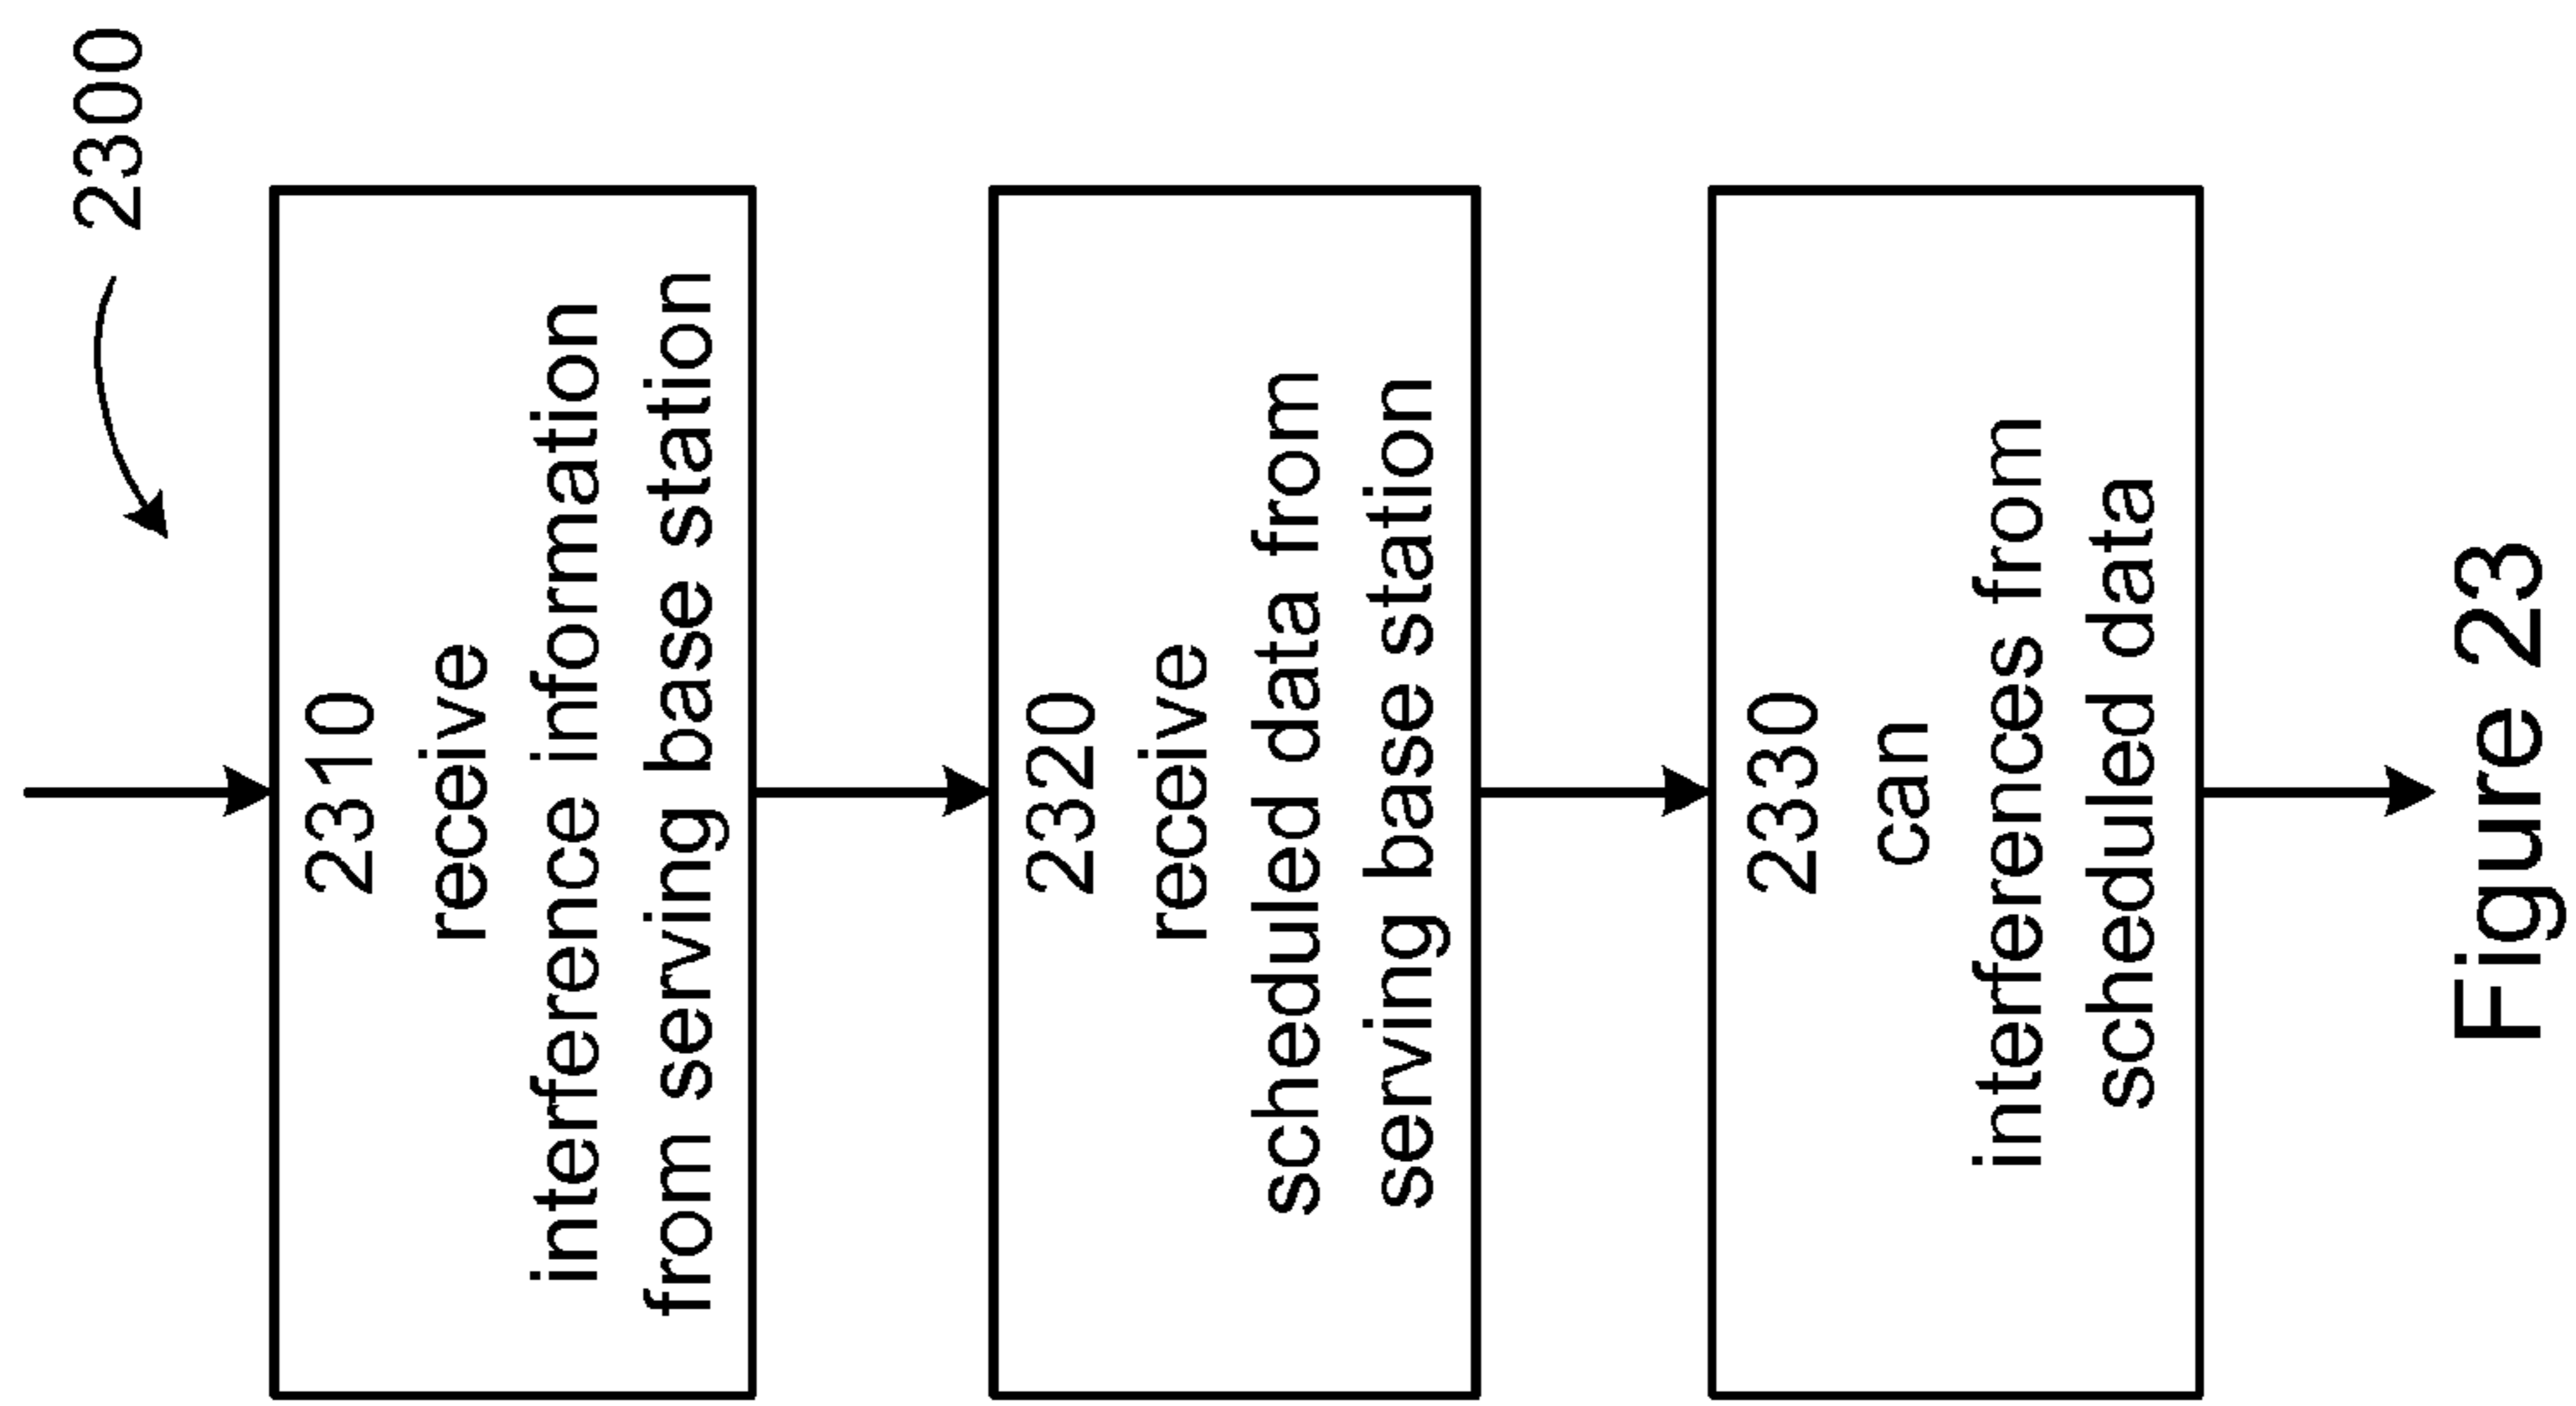 2300
2310
receive
interference information
from serving base station
2320
receive
scheduled data from
serving base station
2330
can
interferences from
scheduled data
Figure 23